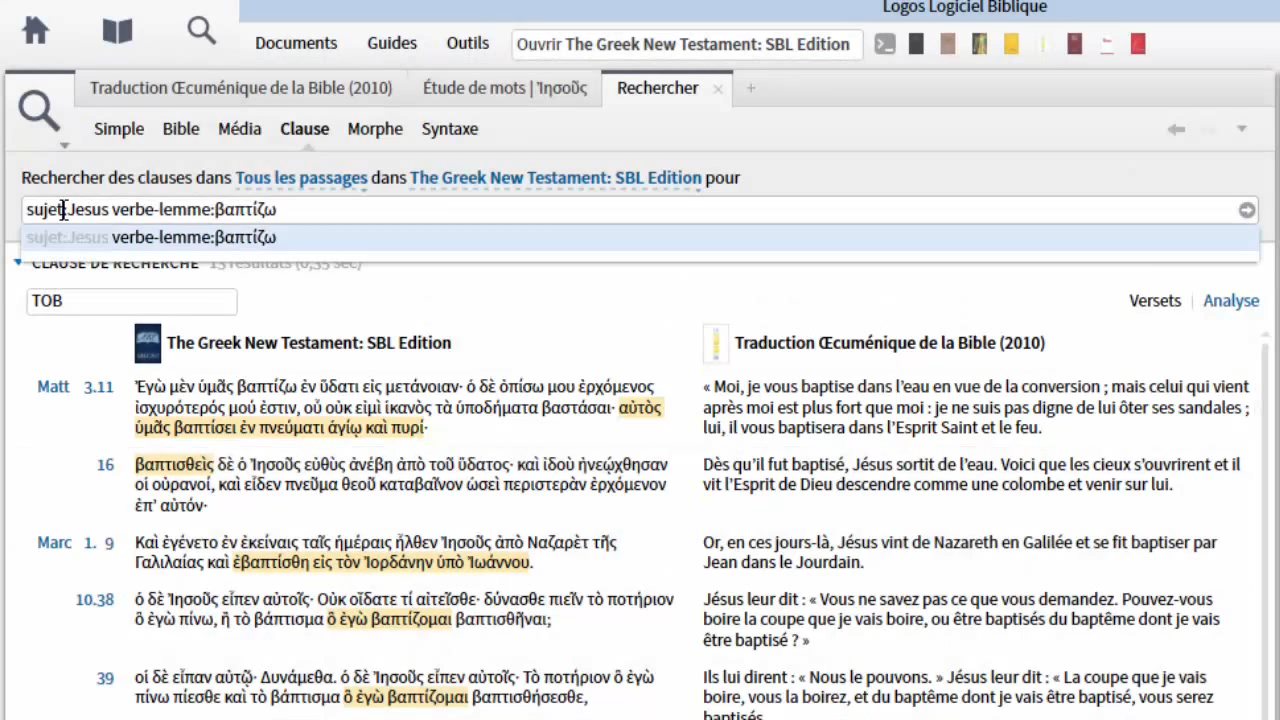 Logos Logiciel Biblique
Documents Guides Outils Ouvrir The Greek New Testament: SBL Edition
Traduction Œcuménique de la Bible (2010) Étude de mots | Ἰησοῦς Rechercher
Simple Bible Média Clause Morphe Syntaxe
Rechercher des clauses dans Tous les passages dans The Greek New Testament: SBL Edition pour
sujet:Jesus verbe-lemme:βαπτίζω
sujet:Jesus verbe-lemme:βαπτίζω
CLAUSE DE RECHERCHE 13 résultats (0,35 sec)
TOB
Versets Analyse
The Greek New Testament: SBL Edition
Matt 3.11 Ἐγὼ μὲν ὑμᾶς βαπτίζω ἐν ὕδατι εἰς μετάνοιαν· ὁ δὲ ὀπίσω μου ἐρχόμενος
ἰσχυρότερός μού ἐστιν, οὗ οὐκ εἰμὶ ἱκανὸς τὰ ὑποδήματα βαστάσαι· αὐτὸς
ὑμᾶς βαπτίσει ἐν πνεύματι ἁγίῳ καὶ πυρί·
16 βαπτισθεὶς δὲ ὁ Ἰησοῦς εὐθὺς ἀνέβη ἀπὸ τοῦ ὕδατος· καὶ ἰδοὺ ἠνεῴχθησαν
οἱ οὐρανοί, καὶ εἶδεν πνεῦμα θεοῦ καταβαῖνον ὡσεὶ περιστερὰν ἐρχόμενον
ἐπ’ αὐτόν·
Marc 1. 9 Καὶ ἐγένετο ἐν ἐκείναις ταῖς ἡμέραις ἦλθεν Ἰησοῦς ἀπὸ Ναζαρὲτ τῆς
Γαλιλαίας καὶ ἐβαπτίσθη εἰς τὸν Ἰορδάνην ὑπὸ Ἰωάννου.
10.38 ὁ δὲ Ἰησοῦς εἶπεν αὐτοῖς· Οὐκ οἴδατε τί αἰτεῖσθε· δύνασθε πιεῖν τὸ ποτήριον
ὃ ἐγὼ πίνω, ἢ τὸ βάπτισμα ὃ ἐγὼ βαπτίζομαι βαπτισθῆναι;
39 οἱ δὲ εἶπαν αὐτῷ· Δυνάμεθα. ὁ δὲ Ἰησοῦς εἶπεν αὐτοῖς· Τὸ ποτήριον ὃ ἐγὼ
πίνω πίεσθε καὶ τὸ βάπτισμα ὃ ἐγὼ βαπτίζομαι βαπτισθήσεσθε,
Traduction Œcuménique de la Bible (2010)
« Moi, je vous baptise dans l’eau en vue de la conversion ; mais celui qui vient
après moi est plus fort que moi : je ne suis pas digne de lui ôter ses sandales ;
lui, il vous baptisera dans l’Esprit Saint et le feu.
Dès qu’il fut baptisé, Jésus sortit de l’eau. Voici que les cieux s’ouvrirent et il
vit l’Esprit de Dieu descendre comme une colombe et venir sur lui.
Or, en ces jours-là, Jésus vint de Nazareth en Galilée et se fit baptiser par
Jean dans le Jourdain.
Jésus leur dit : « Vous ne savez pas ce que vous demandez. Pouvez-vous
boire la coupe que je vais boire, ou être baptisés du baptême dont je vais
être baptisé ? »
Ils lui dirent : « Nous le pouvons. » Jésus leur dit : « La coupe que je vais
boire, vous la boirez, et du baptême dont je vais être baptisé, vous serez
baptisés.